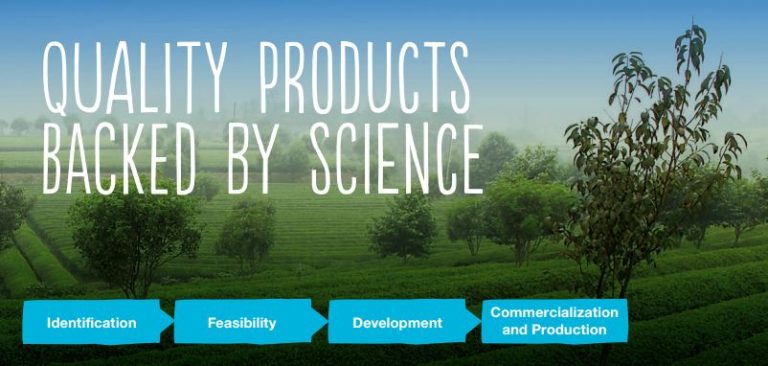 QUALITY PRODUCTS
BACKED BY SCIENCE
Identification
Feasibility
Development
Commercialization
and Production